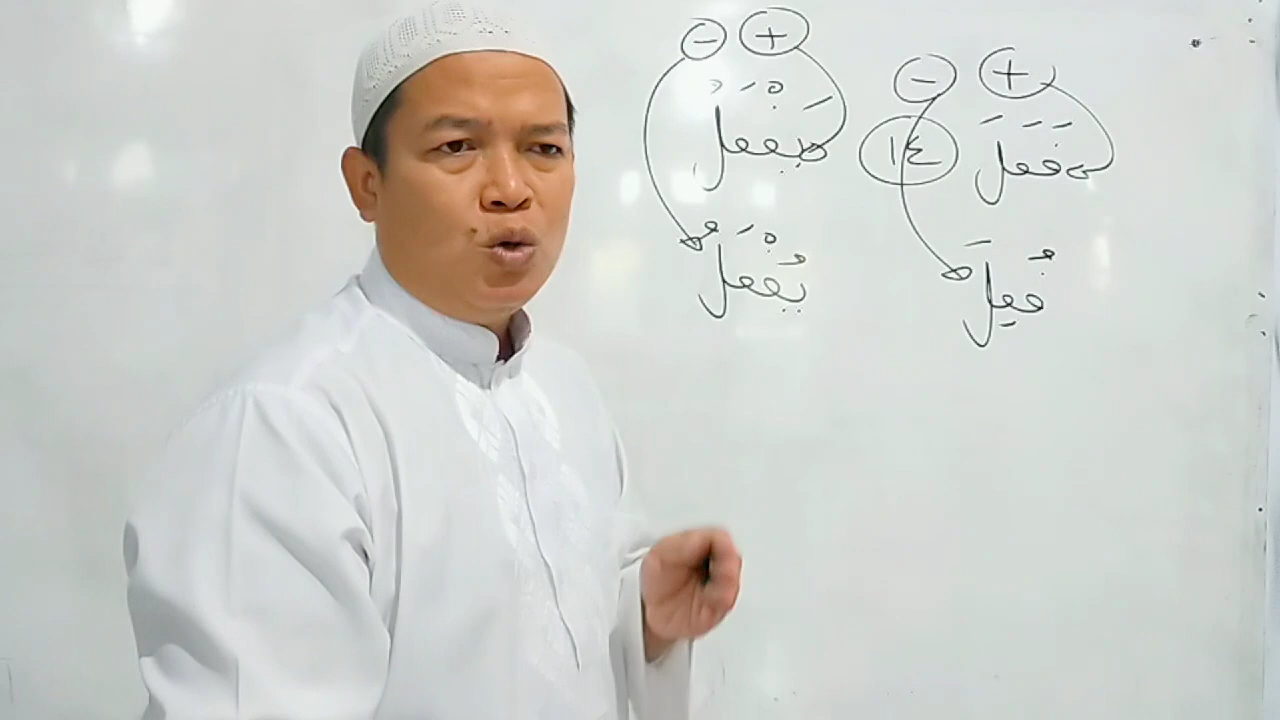 + -
+ -
فَعَلَ ١٤ يَفْعَلُ
فُعِلَ يُفْعَلُ